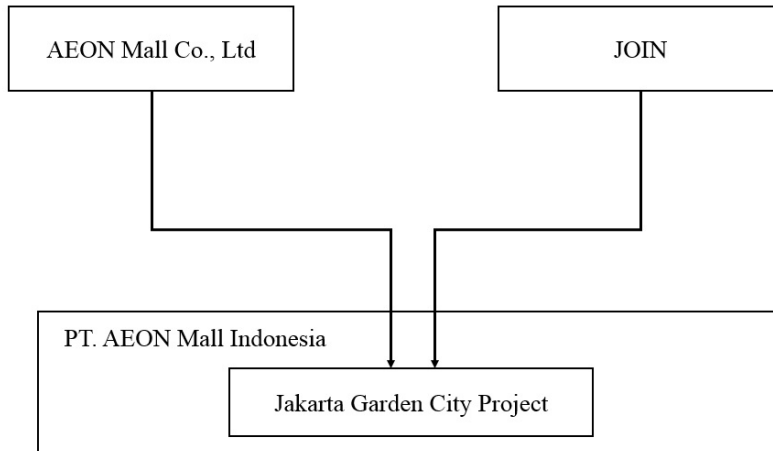 AEON Mall Co., Ltd
JOIN
PT. AEON Mall Indonesia
Jakarta Garden City Project